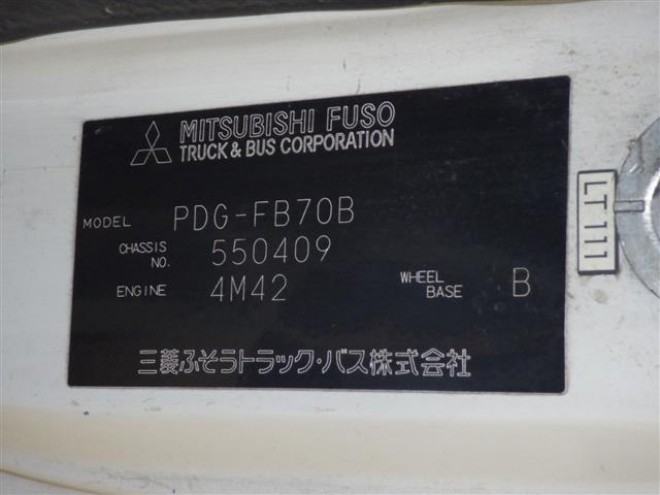 MITSUBISHI FUSO
TRUCK & BUS CORPORATION
MODEL PDG-FB70B
CHASSIS NO. 550409
ENGINE 4M42 WHEEL BASE B
三菱ふそうトラック・バス株式会社
LT111